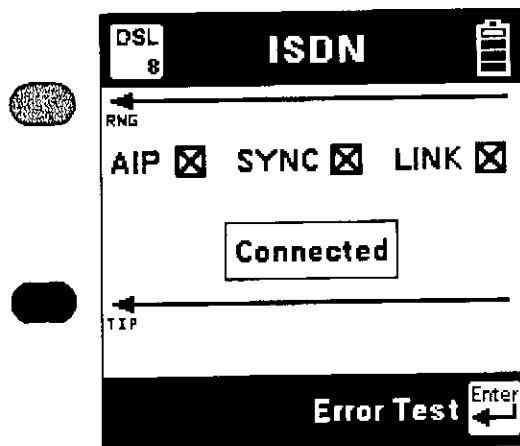 DSL
8
ISDN
RNG
AIP SYNC LINK
Connected
TIP
Error Test
Enter